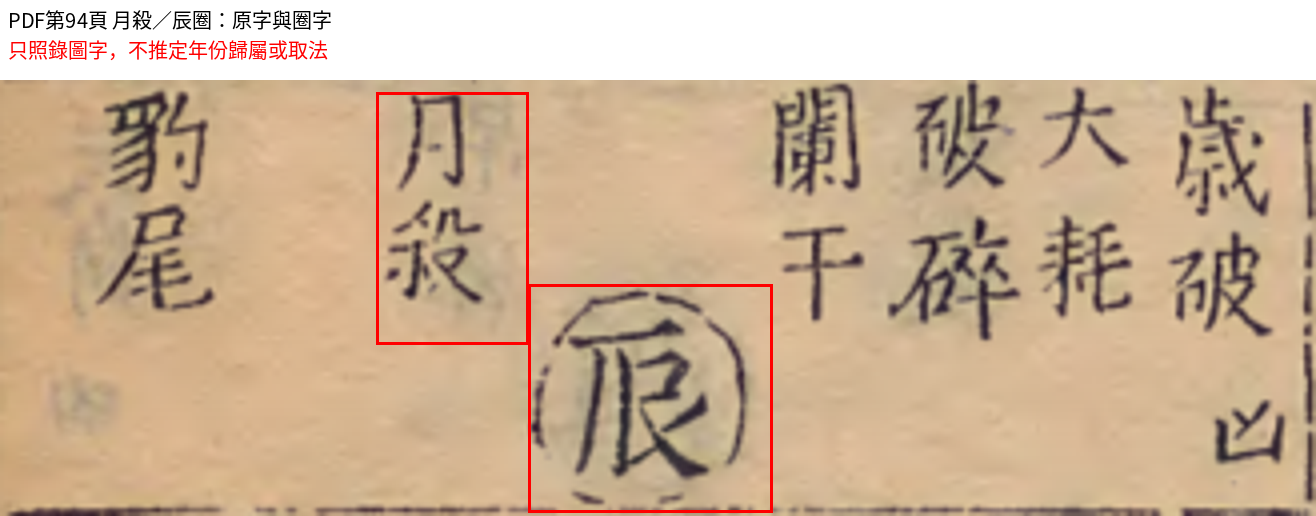 PDF第94頁 月殺／辰圈：原字與圈字
只照錄圖字，不推定年份歸屬或取法
歲破 凶
大耗
破碎
闌干
辰
月殺
豹尾